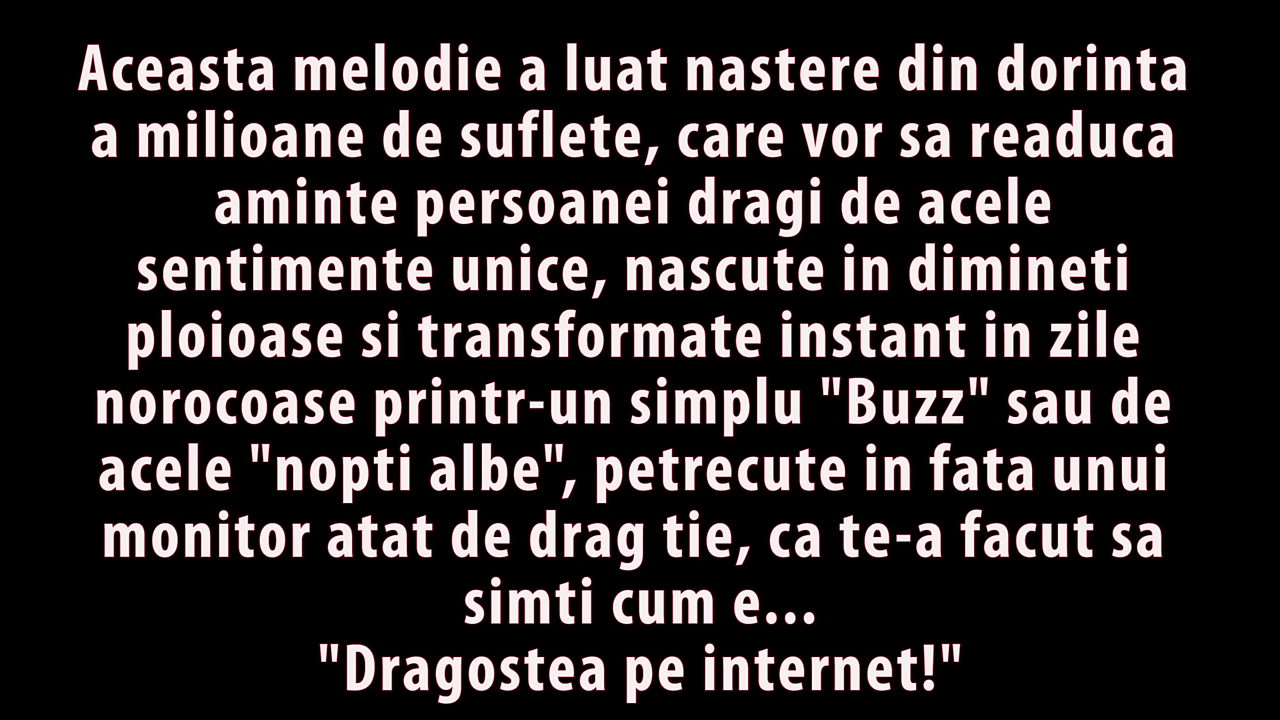 Aceasta melodie a luat nastere din dorinta
a milioane de suflete, care vor sa readuca
aminte persoanei dragi de acele
sentimente unice, nascute in dimineti
ploioase si transformate instant in zile
norocoase printr-un simplu "Buzz" sau de
acele "nopti albe", petrecute in fata unui
monitor atat de drag tie, ca te-a facut sa
simti cum e...
"Dragostea pe internet!"